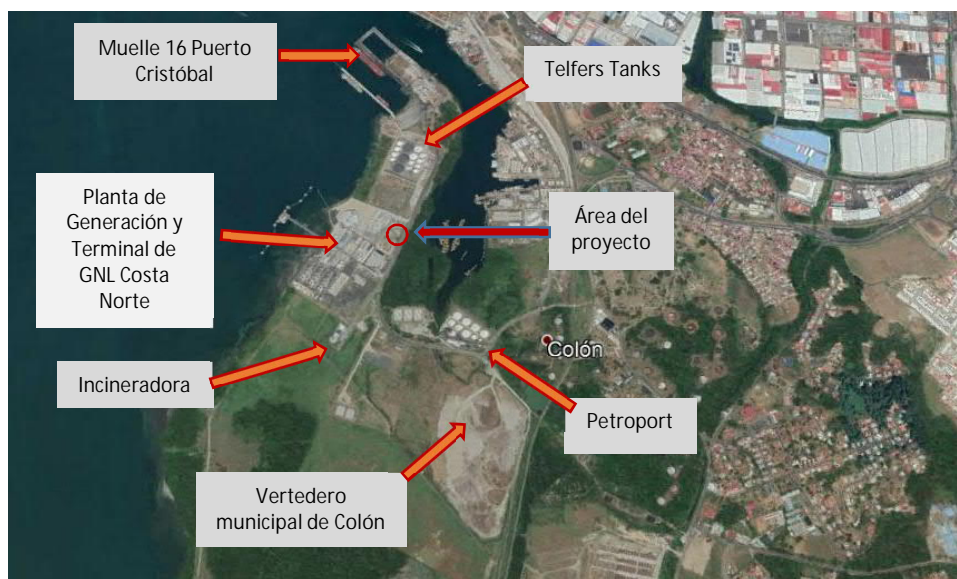 Muelle 16 Puerto
Cristóbal
Telfers Tanks
Planta de
Generación y
Terminal de
GNL Costa
Norte
Área del
proyecto
Colón
Incineradora
Petroport
Vertedero
municipal de Colón